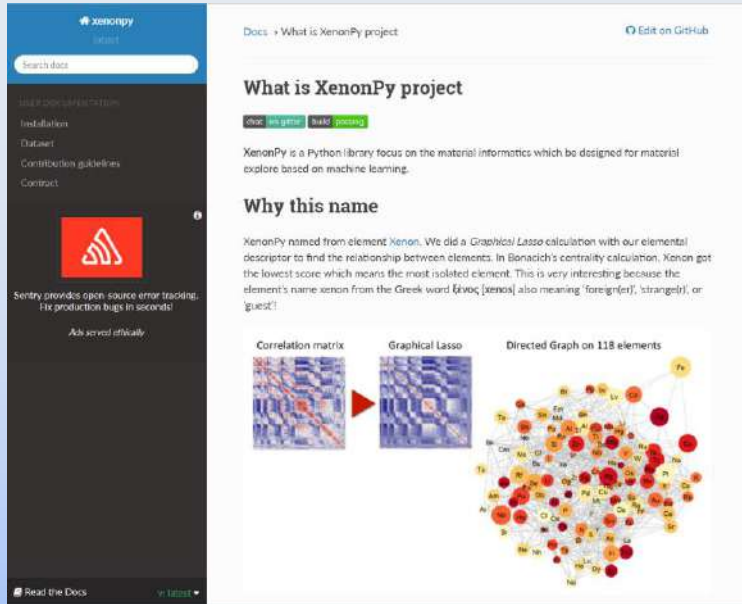 xenonpy
latest
Search docs
USER DOCUMENTATION
Installation
Dataset
Contribution guidelines
Contract
Sentry provides open-source error tracking.
Fix production bugs in seconds!
Ads served ethically
Read the Docs
v: latest
Docs » What is XenonPy project
Edit on GitHub
What is XenonPy project
chat on gitter build passing
XenonPy is a Python library focus on the material informatics which be designed for material
explore based on machine learning.
Why this name
XenonPy named from element Xenon. We did a Graphical Lasso calculation with our elemental
descriptor to find the relationship between elements. In Bonacich's centrality calculation, Xenon got
the lowest score which means the most isolated element. This is very interesting because the
element's name xenon from the Greek word ξένος [xenos] also meaning 'foreign(er)', 'strange(r)', or
'guest'!
Correlation matrix
Graphical Lasso
Directed Graph on 118 elements